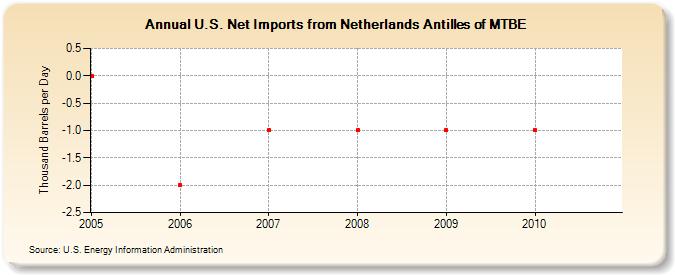 Annual U.S. Net Imports from Netherlands Antilles of MTBE
Thousand Barrels per Day
0.5
0.0
-0.5
-1.0
-1.5
-2.0
-2.5
2005 2006 2007 2008 2009 2010
Source: U.S. Energy Information Administration